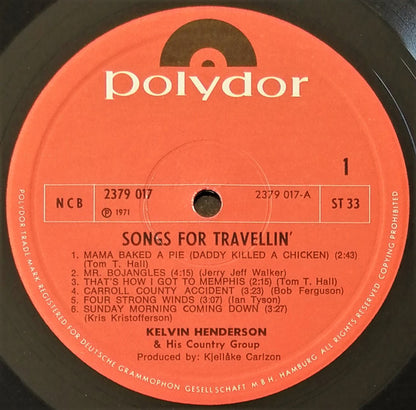 polydor
1
NCB
2379 017
2379 017-A
ST 33
Ⓟ 1971
SONGS FOR TRAVELLIN'
1. MAMA BAKED A PIE (DADDY KILLED A CHICKEN) (2:43)
(Tom T. Hall)
2. MR. BOJANGLES (4:15) (Jerry Jeff Walker)
3. THAT'S HOW I GOT TO MEMPHIS (2:15) (Tom T. Hall)
4. CARROLL COUNTY ACCIDENT (3:23) (Bob Ferguson)
5. FOUR STRONG WINDS (3:07) (Ian Tyson)
6. SUNDAY MORNING COMING DOWN (4:32)
(Kris Kristofferson)
KELVIN HENDERSON
& His Country Group
Produced by: Kjellåke Carlzon
POLYDOR TRADE MARK REGISTERED FOR DEUTSCHE GRAMMOPHON GESELLSCHAFT M·B·H, HAMBURG ALL RIGHTS RESERVED COPYING PROHIBITED